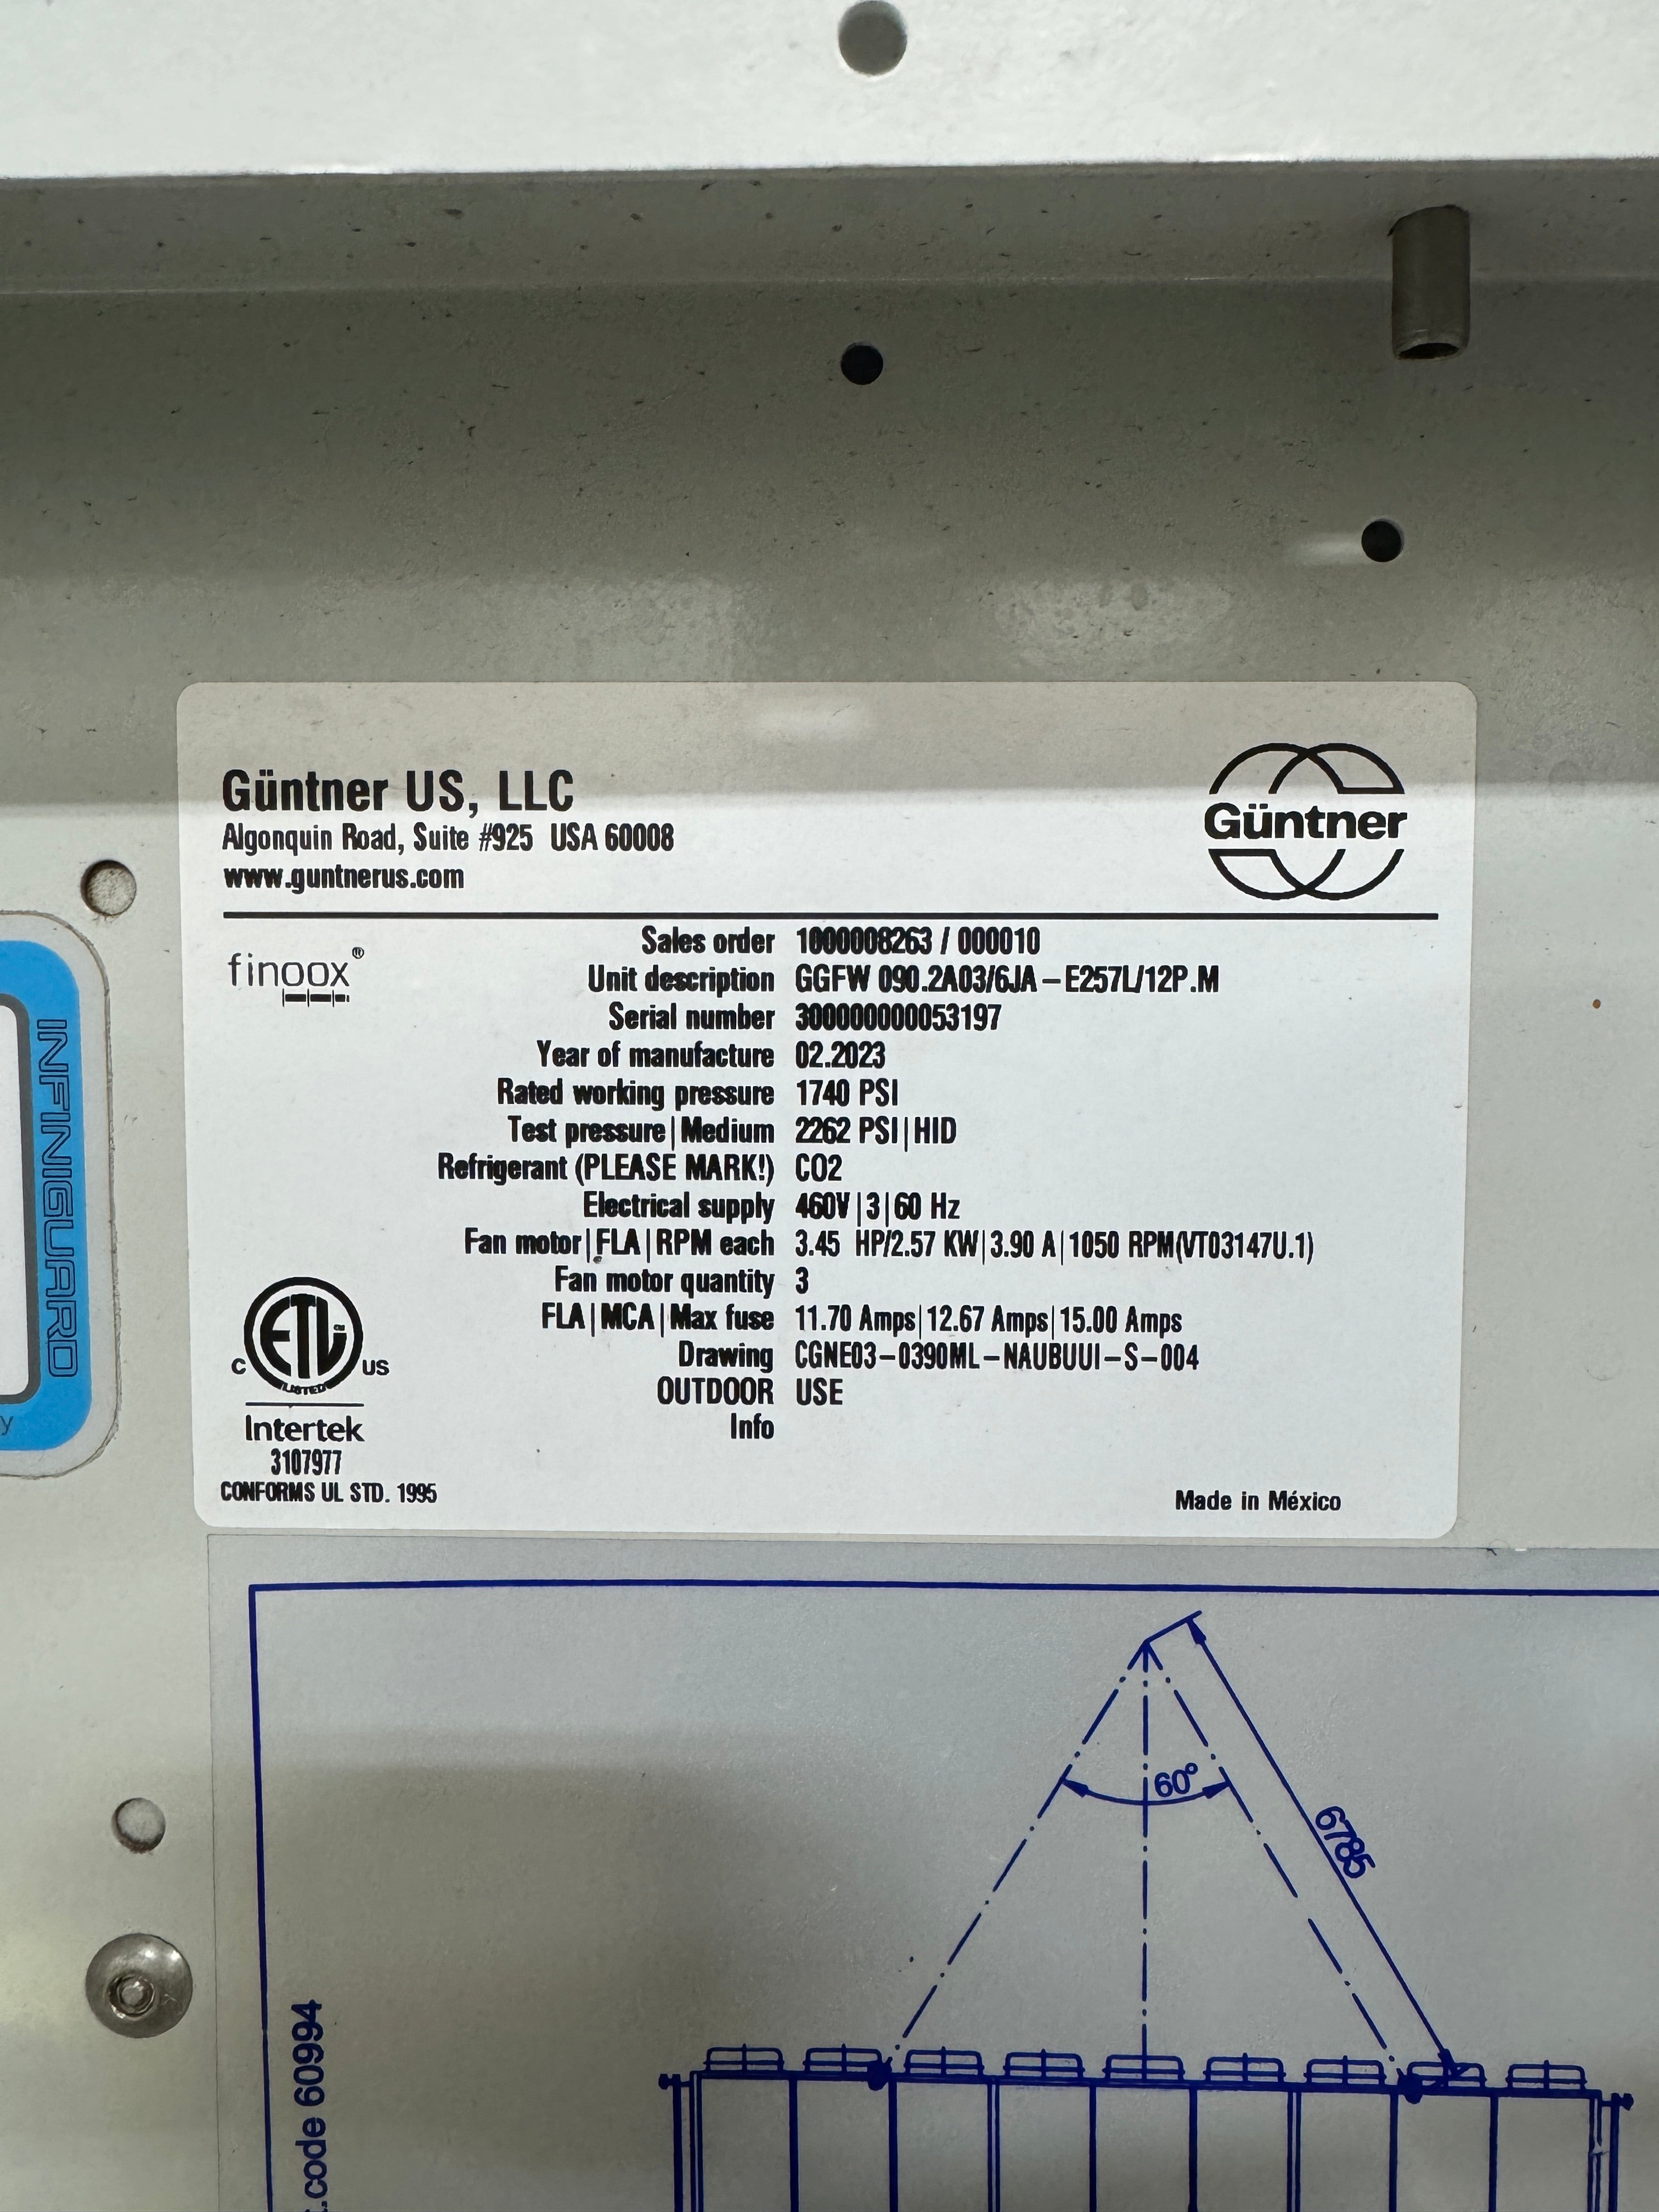 Güntner US, LLC
Algonquin Road, Suite #925 USA 60008
www.guntnerus.com
Güntner
finoox®
Sales order 1000008263 / 000010
Unit description GGFW 090.2A03/6JA – E257L/12P.M
Serial number 300000000053197
Year of manufacture 02.2023
Rated working pressure 1740 PSI
Test pressure|Medium 2262 PSI|HID
Refrigerant (PLEASE MARK!) CO2
Electrical supply 460V|3|60 Hz
Fan motor|FLA|RPM each 3.45 HP/2.57 KW|3.90 A|1050 RPM(VT03147U.1)
Fan motor quantity 3
FLA|MCA|Max fuse 11.70 Amps|12.67 Amps|15.00 Amps
Drawing CGNE03–0390ML–NAUBUUI–S–004
OUTDOOR USE
Info
C ETL US
LISTED
Intertek
3107977
CONFORMS UL STD. 1995
Made in México
INFINIGUARD
60°
6785
code 60994